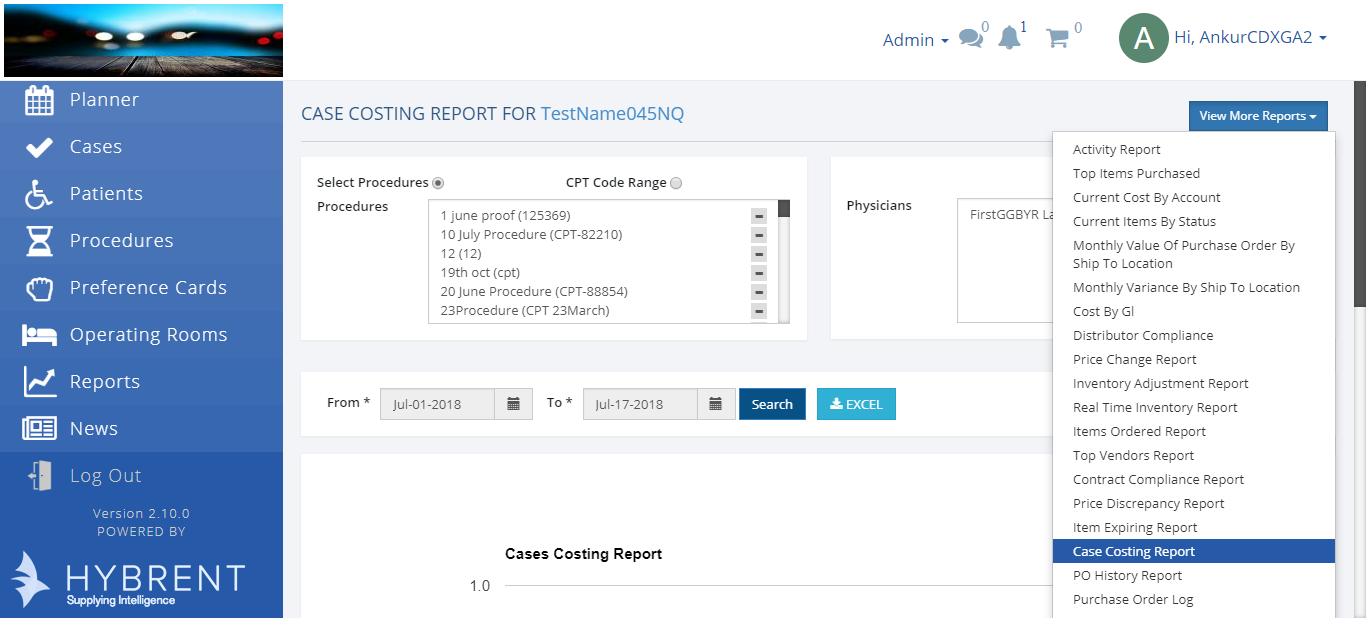 Admin
0
1
0
A
Hi, AnkurCDXGA2
Planner
Cases
Patients
Procedures
Preference Cards
Operating Rooms
Reports
News
Log Out
Version 2.10.0
POWERED BY
HYBRENT
Supplying Intelligence
CASE COSTING REPORT FOR TestName045NQ
View More Reports
Select Procedures
CPT Code Range
Procedures
1 june proof (125369)
10 July Procedure (CPT-82210)
12 (12)
19th oct (cpt)
20 June Procedure (CPT-88854)
23Procedure (CPT 23March)
Physicians
FirstGGBYR La
From *
Jul-01-2018
To *
Jul-17-2018
Search
EXCEL
Cases Costing Report
1.0
Activity Report
Top Items Purchased
Current Cost By Account
Current Items By Status
Monthly Value Of Purchase Order By
Ship To Location
Monthly Variance By Ship To Location
Cost By Gl
Distributor Compliance
Price Change Report
Inventory Adjustment Report
Real Time Inventory Report
Items Ordered Report
Top Vendors Report
Contract Compliance Report
Price Discrepancy Report
Item Expiring Report
Case Costing Report
PO History Report
Purchase Order Log